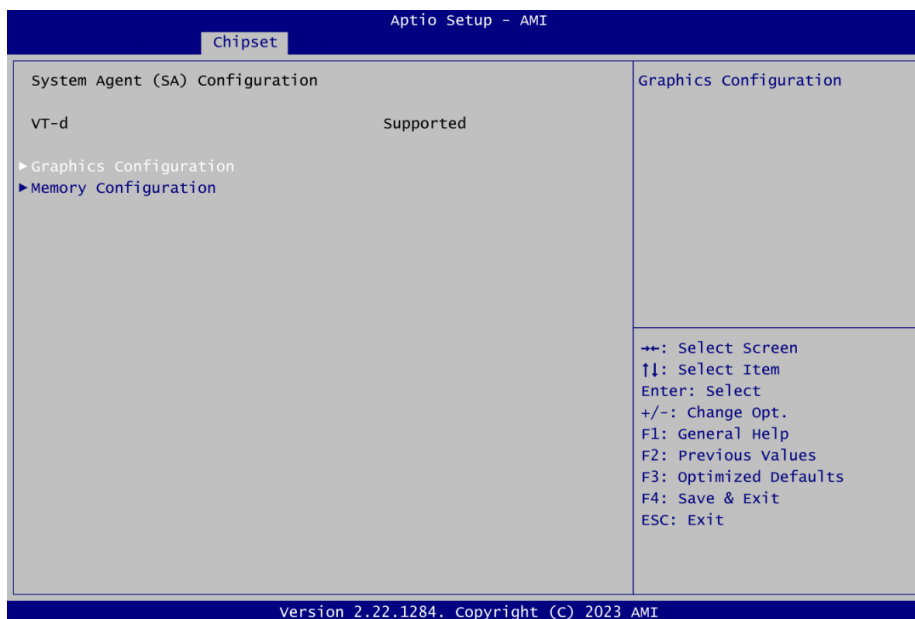 Aptio Setup - AMI
Chipset
System Agent (SA) Configuration
VT-d Supported
►Graphics Configuration
►Memory Configuration
Graphics Configuration
→←: Select Screen
↑↓: Select Item
Enter: Select
+/-: Change Opt.
F1: General Help
F2: Previous Values
F3: Optimized Defaults
F4: Save & Exit
ESC: Exit
Version 2.22.1284. Copyright (C) 2023 AMI